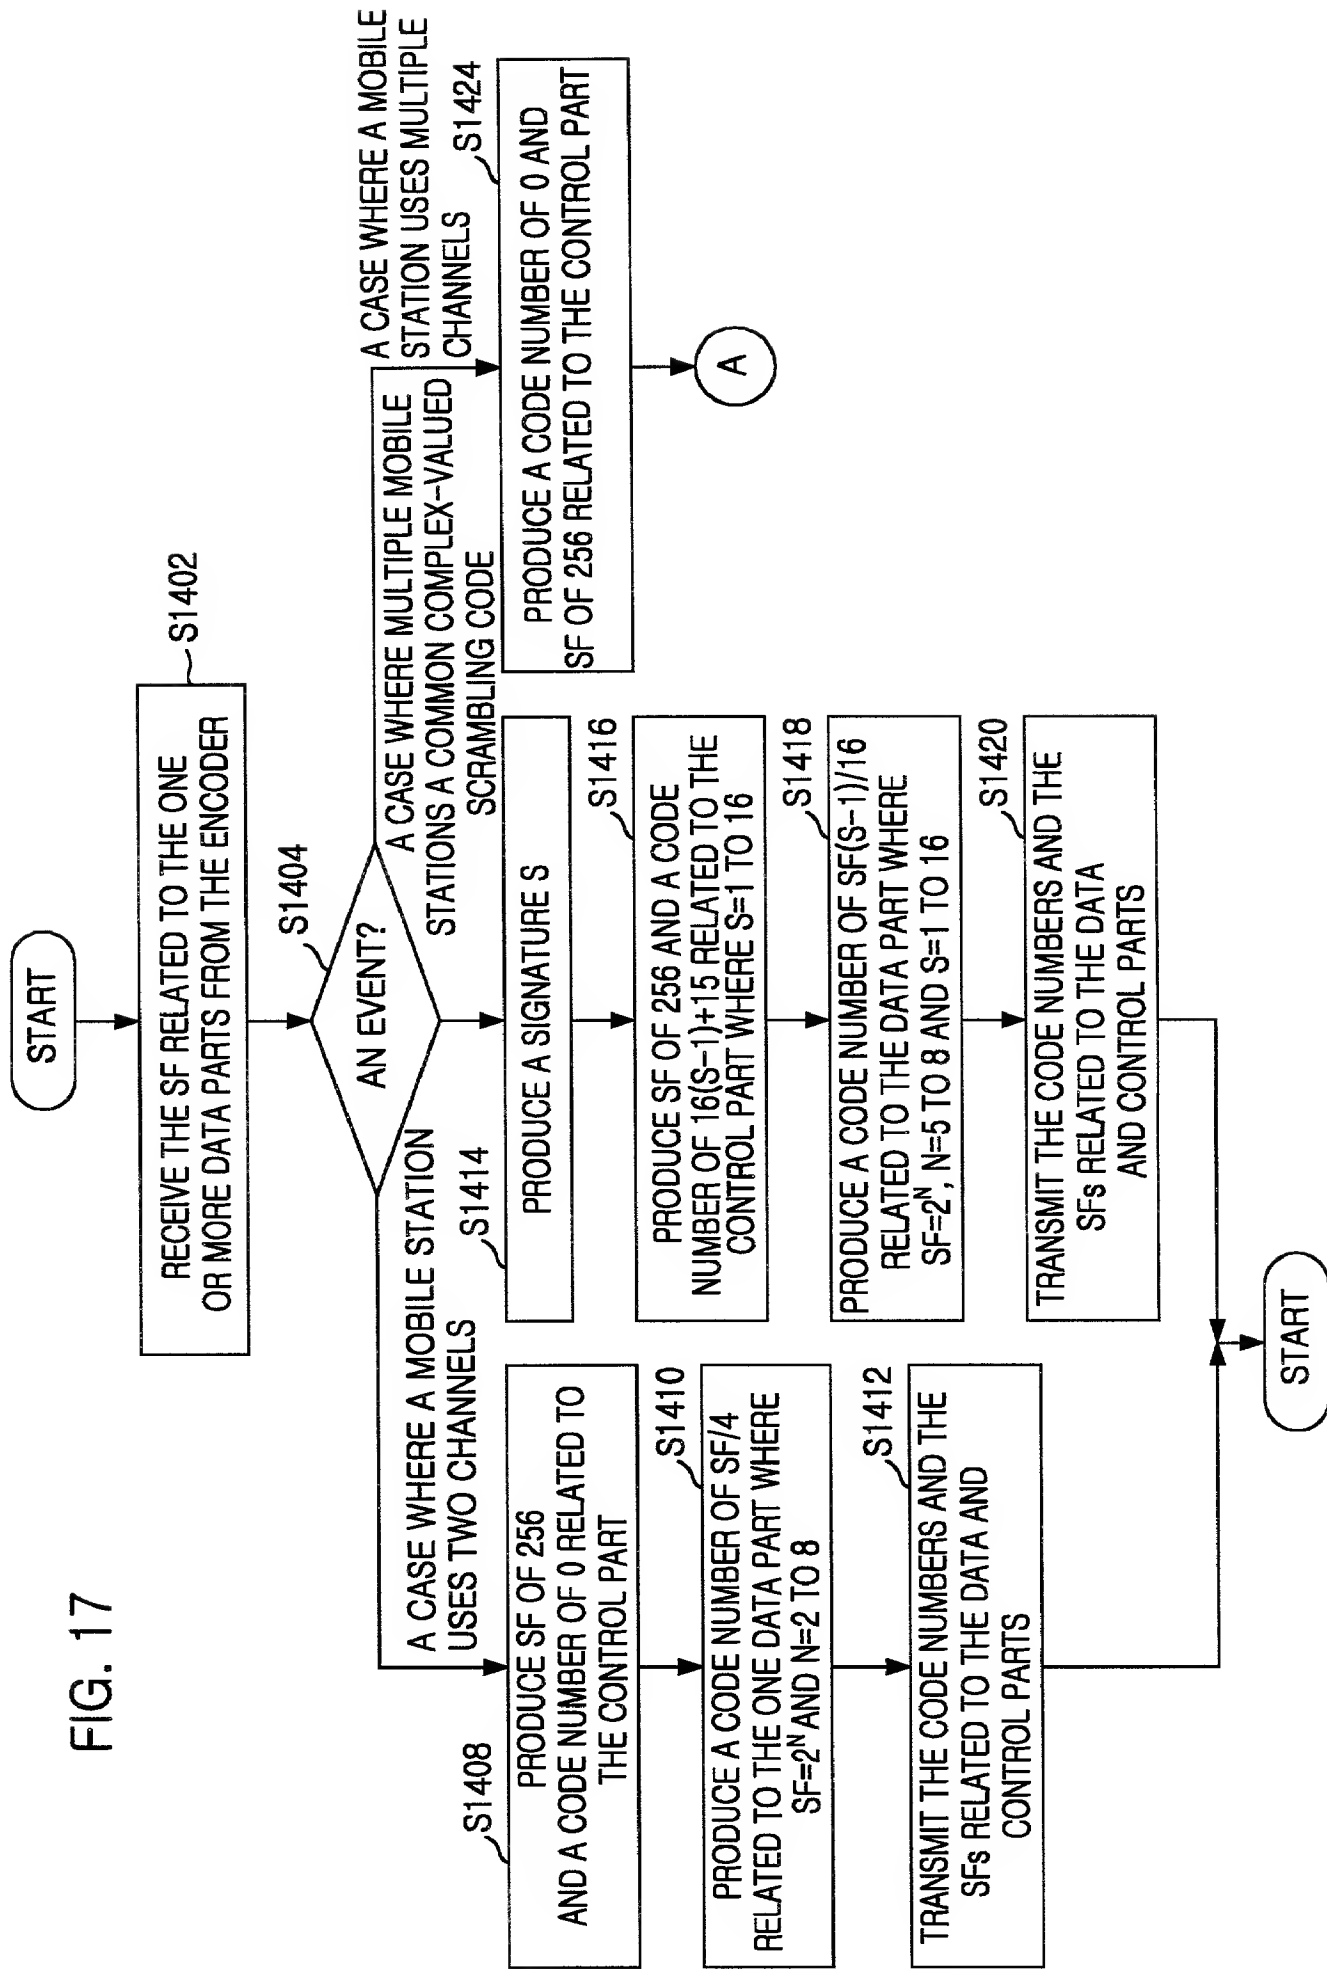 FIG. 17
START
S1402
RECEIVE THE SF RELATED TO THE ONE
OR MORE DATA PARTS FROM THE ENCODER
S1404
AN EVENT?
A CASE WHERE A MOBILE STATION
USES TWO CHANNELS
A CASE WHERE MULTIPLE MOBILE
STATIONS A COMMON COMPLEX-VALUED
SCRAMBLING CODE
A CASE WHERE A MOBILE
STATION USES MULTIPLE
CHANNELS
S1408
PRODUCE SF OF 256
AND A CODE NUMBER OF 0 RELATED TO
THE CONTROL PART
S1410
PRODUCE A CODE NUMBER OF SF/4
RELATED TO THE ONE DATA PART WHERE
SF=2^N AND N=2 TO 8
S1412
TRANSMIT THE CODE NUMBERS AND THE
SFs RELATED TO THE DATA AND
CONTROL PARTS
S1414
PRODUCE A SIGNATURE S
S1416
PRODUCE SF OF 256 AND A CODE
NUMBER OF 16(S-1)+15 RELATED TO THE
CONTROL PART WHERE S=1 TO 16
S1418
PRODUCE A CODE NUMBER OF SF(S-1)/16
RELATED TO THE DATA PART WHERE
SF=2^N, N=5 TO 8 AND S=1 TO 16
S1420
TRANSMIT THE CODE NUMBERS AND THE
SFs RELATED TO THE DATA
AND CONTROL PARTS
S1424
PRODUCE A CODE NUMBER OF 0 AND
SF OF 256 RELATED TO THE CONTROL PART
A
START